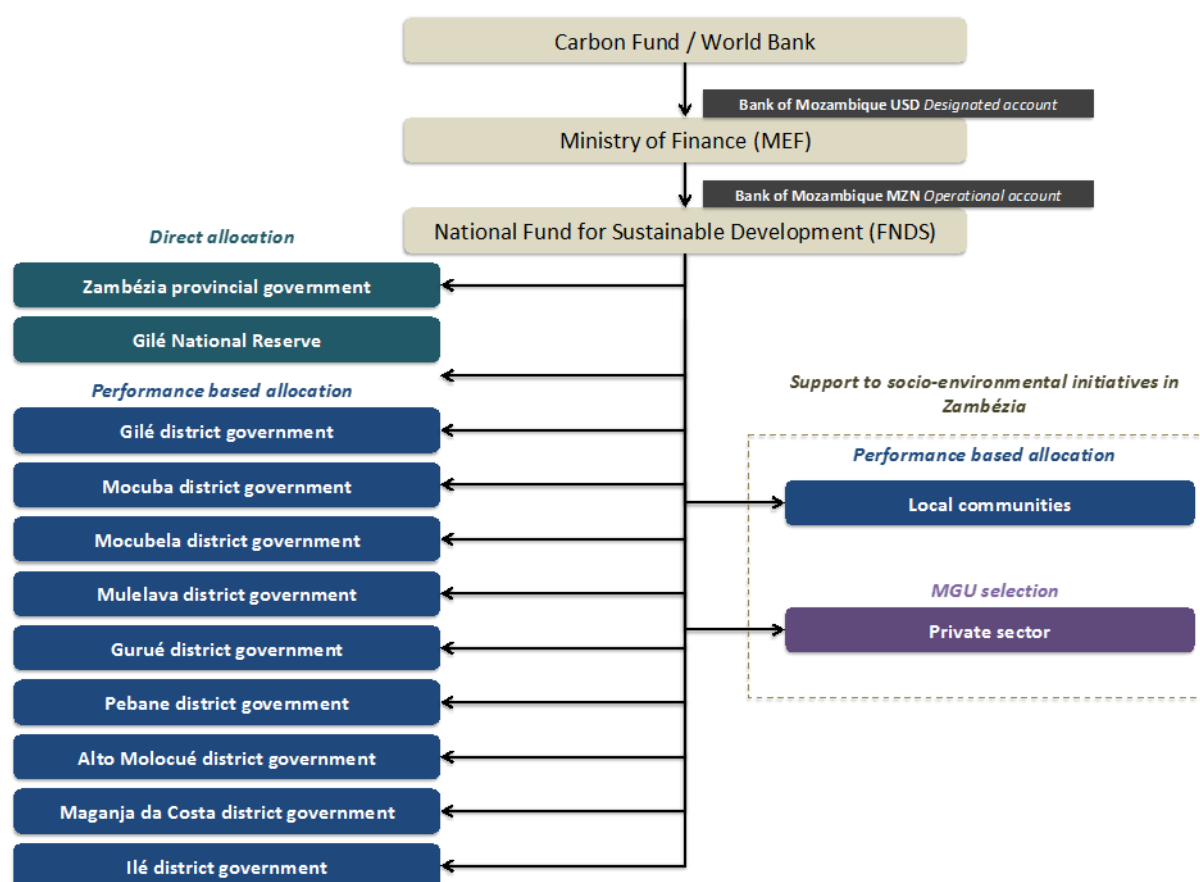 Carbon Fund / World Bank
Bank of Mozambique USD Designated account
Ministry of Finance (MEF)
Bank of Mozambique MZN Operational account
National Fund for Sustainable Development (FNDS)
Direct allocation
Zambézia provincial government
Gilé National Reserve
Performance based allocation
Gilé district government
Mocuba district government
Mocubela district government
Mulelava district government
Gurué district government
Pebane district government
Alto Molocué district government
Maganja da Costa district government
Ilé district government
Support to socio-environmental initiatives in
Zambézia
Performance based allocation
Local communities
MGU selection
Private sector